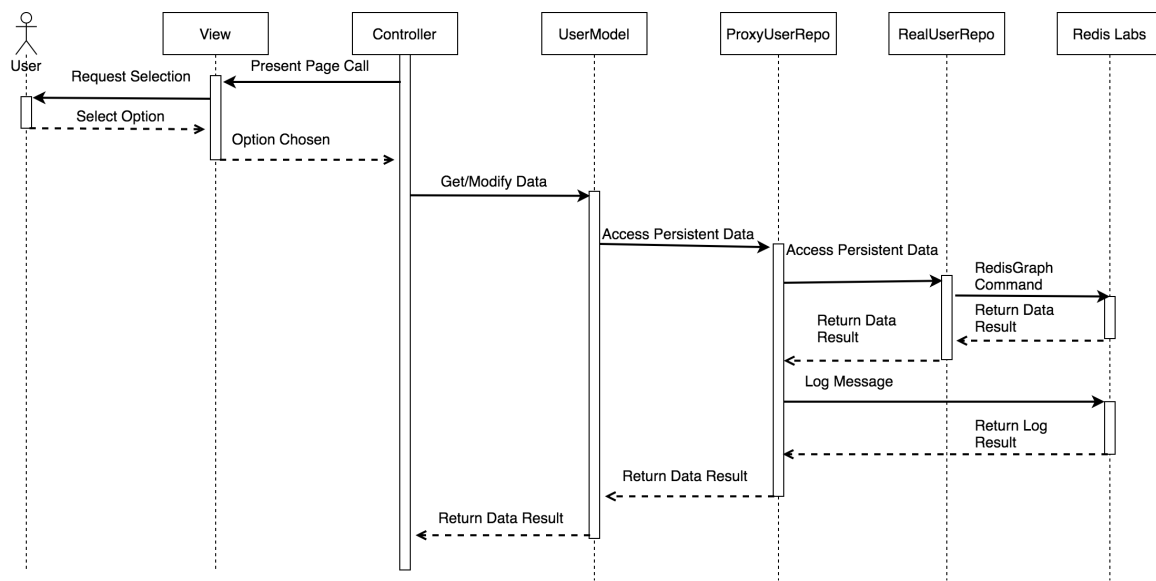 View
Controller
UserModel
ProxyUserRepo
RealUserRepo
Redis Labs
User
Present Page Call
Request Selection
Select Option
Option Chosen
Get/Modify Data
Access Persistent Data
Access Persistent Data
RedisGraph
Command
Return Data
Result
Return Data
Result
Log Message
Return Log
Result
Return Data Result
Return Data Result